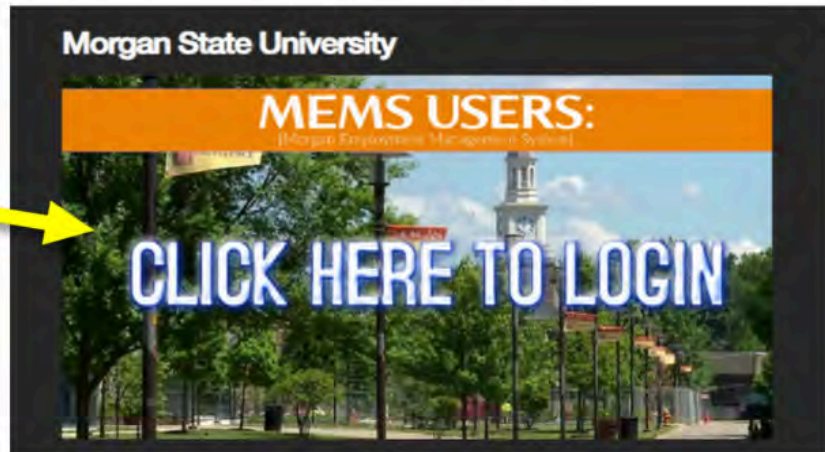 Morgan State University
MEMS USERS:
[Morgan Employment Management System]
CLICK HERE TO LOGIN